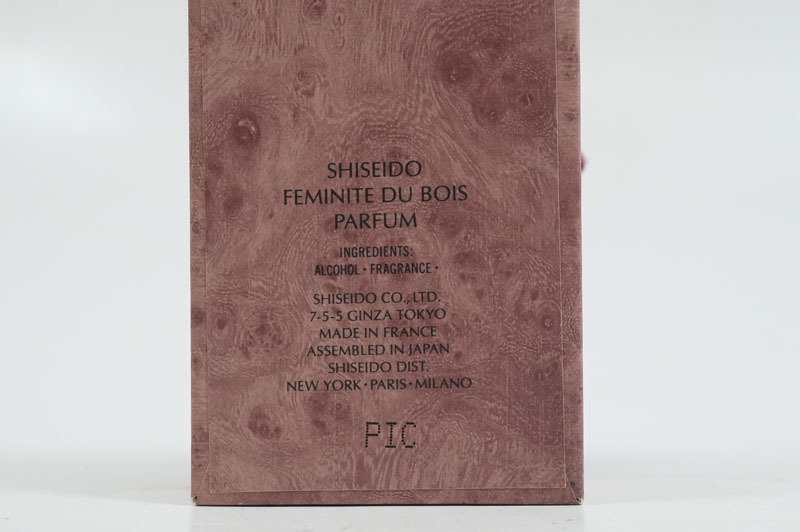 SHISEIDO
FEMINITE DU BOIS
PARFUM
INGREDIENTS:
ALCOHOL · FRAGRANCE ·
SHISEIDO CO., LTD.
7-5-5 GINZA TOKYO
MADE IN FRANCE
ASSEMBLED IN JAPAN
SHISEIDO DIST.
NEW YORK · PARIS · MILANO
PIC